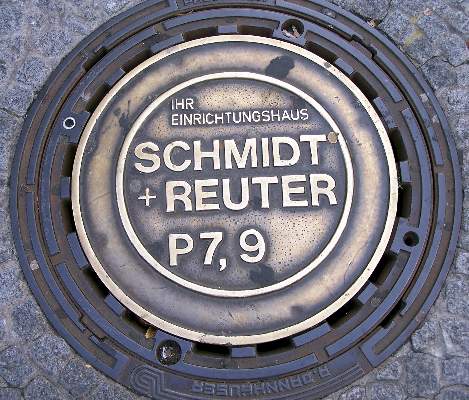 IHR
EINRICHTUNGSHAUS
SCHMIDT
+ REUTER
P7, 9